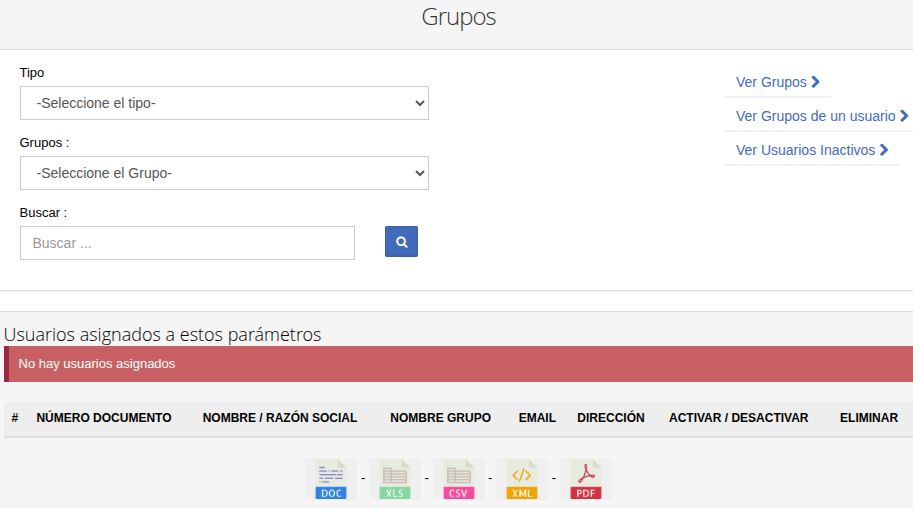 Grupos
Tipo
-Seleccione el tipo-
Grupos :
-Seleccione el Grupo-
Buscar :
Buscar ...
Ver Grupos
Ver Grupos de un usuario
Ver Usuarios Inactivos
Usuarios asignados a estos parámetros
No hay usuarios asignados
# NÚMERO DOCUMENTO NOMBRE / RAZÓN SOCIAL NOMBRE GRUPO EMAIL DIRECCIÓN ACTIVAR / DESACTIVAR ELIMINAR
DOC - XLS - CSV - XML - PDF